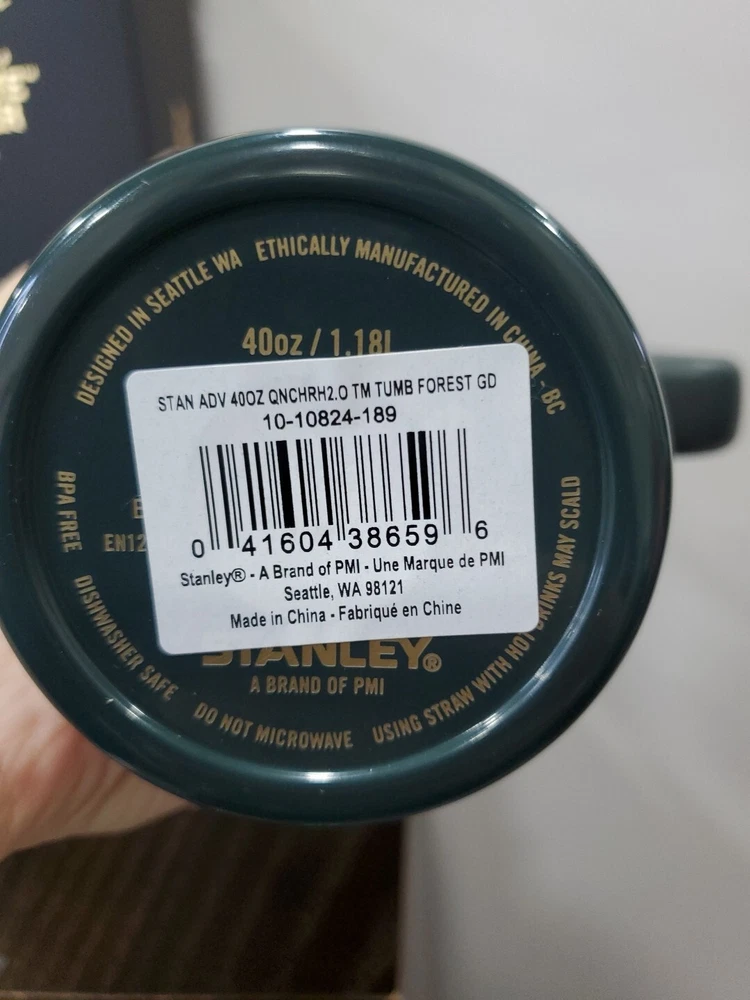 DESIGNED IN SEATTLE WA ETHICALLY MANUFACTURED IN CHINA - BC
40oz / 1.18L
STAN ADV 40OZ QNCHRH2.O TM TUMB FOREST GD
10-10824-189
0 41604 38659 6
Stanley® - A Brand of PMI - Une Marque de PMI
Seattle, WA 98121
Made in China - Fabriqué en Chine
EN12
STANLEY®
A BRAND OF PMI
BPA FREE DISHWASHER SAFE DO NOT MICROWAVE USING STRAW WITH HOT DRINKS MAY SCALD